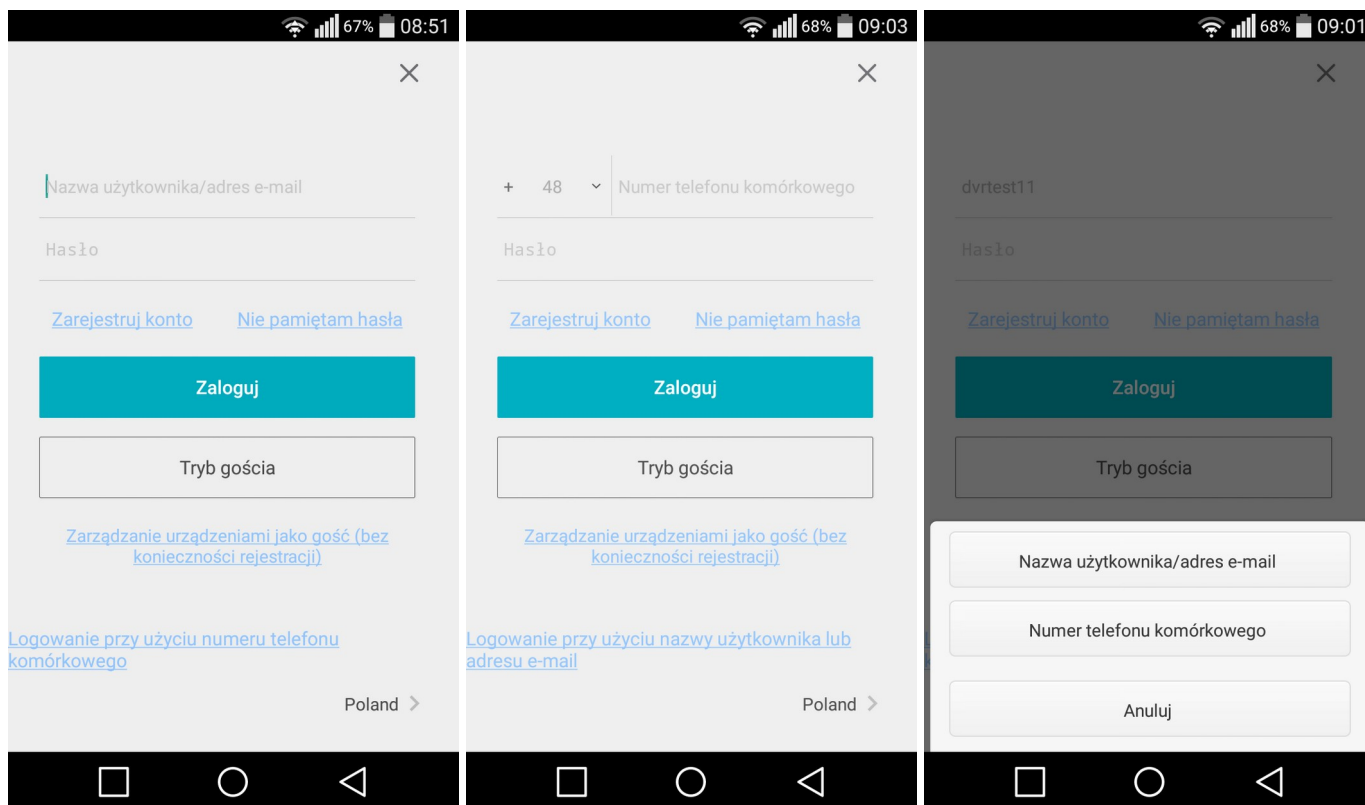 67% 08:51
Nazwa użytkownika/adres e-mail
Hasło
Zarejestruj konto Nie pamiętam hasła
Zaloguj
Tryb gościa
Zarządzanie urządzeniami jako gość (bez
konieczności rejestracji)
Logowanie przy użyciu numeru telefonu
komórkowego
Poland
68% 09:03
+ 48 Numer telefonu komórkowego
Hasło
Zarejestruj konto Nie pamiętam hasła
Zaloguj
Tryb gościa
Zarządzanie urządzeniami jako gość (bez
konieczności rejestracji)
Logowanie przy użyciu nazwy użytkownika lub
adresu e-mail
Poland
68% 09:01
dvrtest11
Hasło
Zarejestruj konto Nie pamiętam hasła
Zaloguj
Tryb gościa
Nazwa użytkownika/adres e-mail
Numer telefonu komórkowego
Anuluj